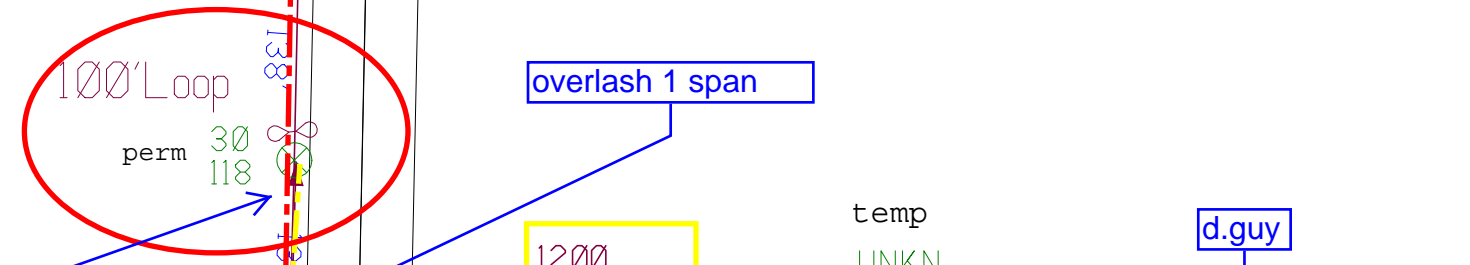 138'
100'Loop
overlash 1 span
30
perm
118
temp
d.guy
1200
UNKN